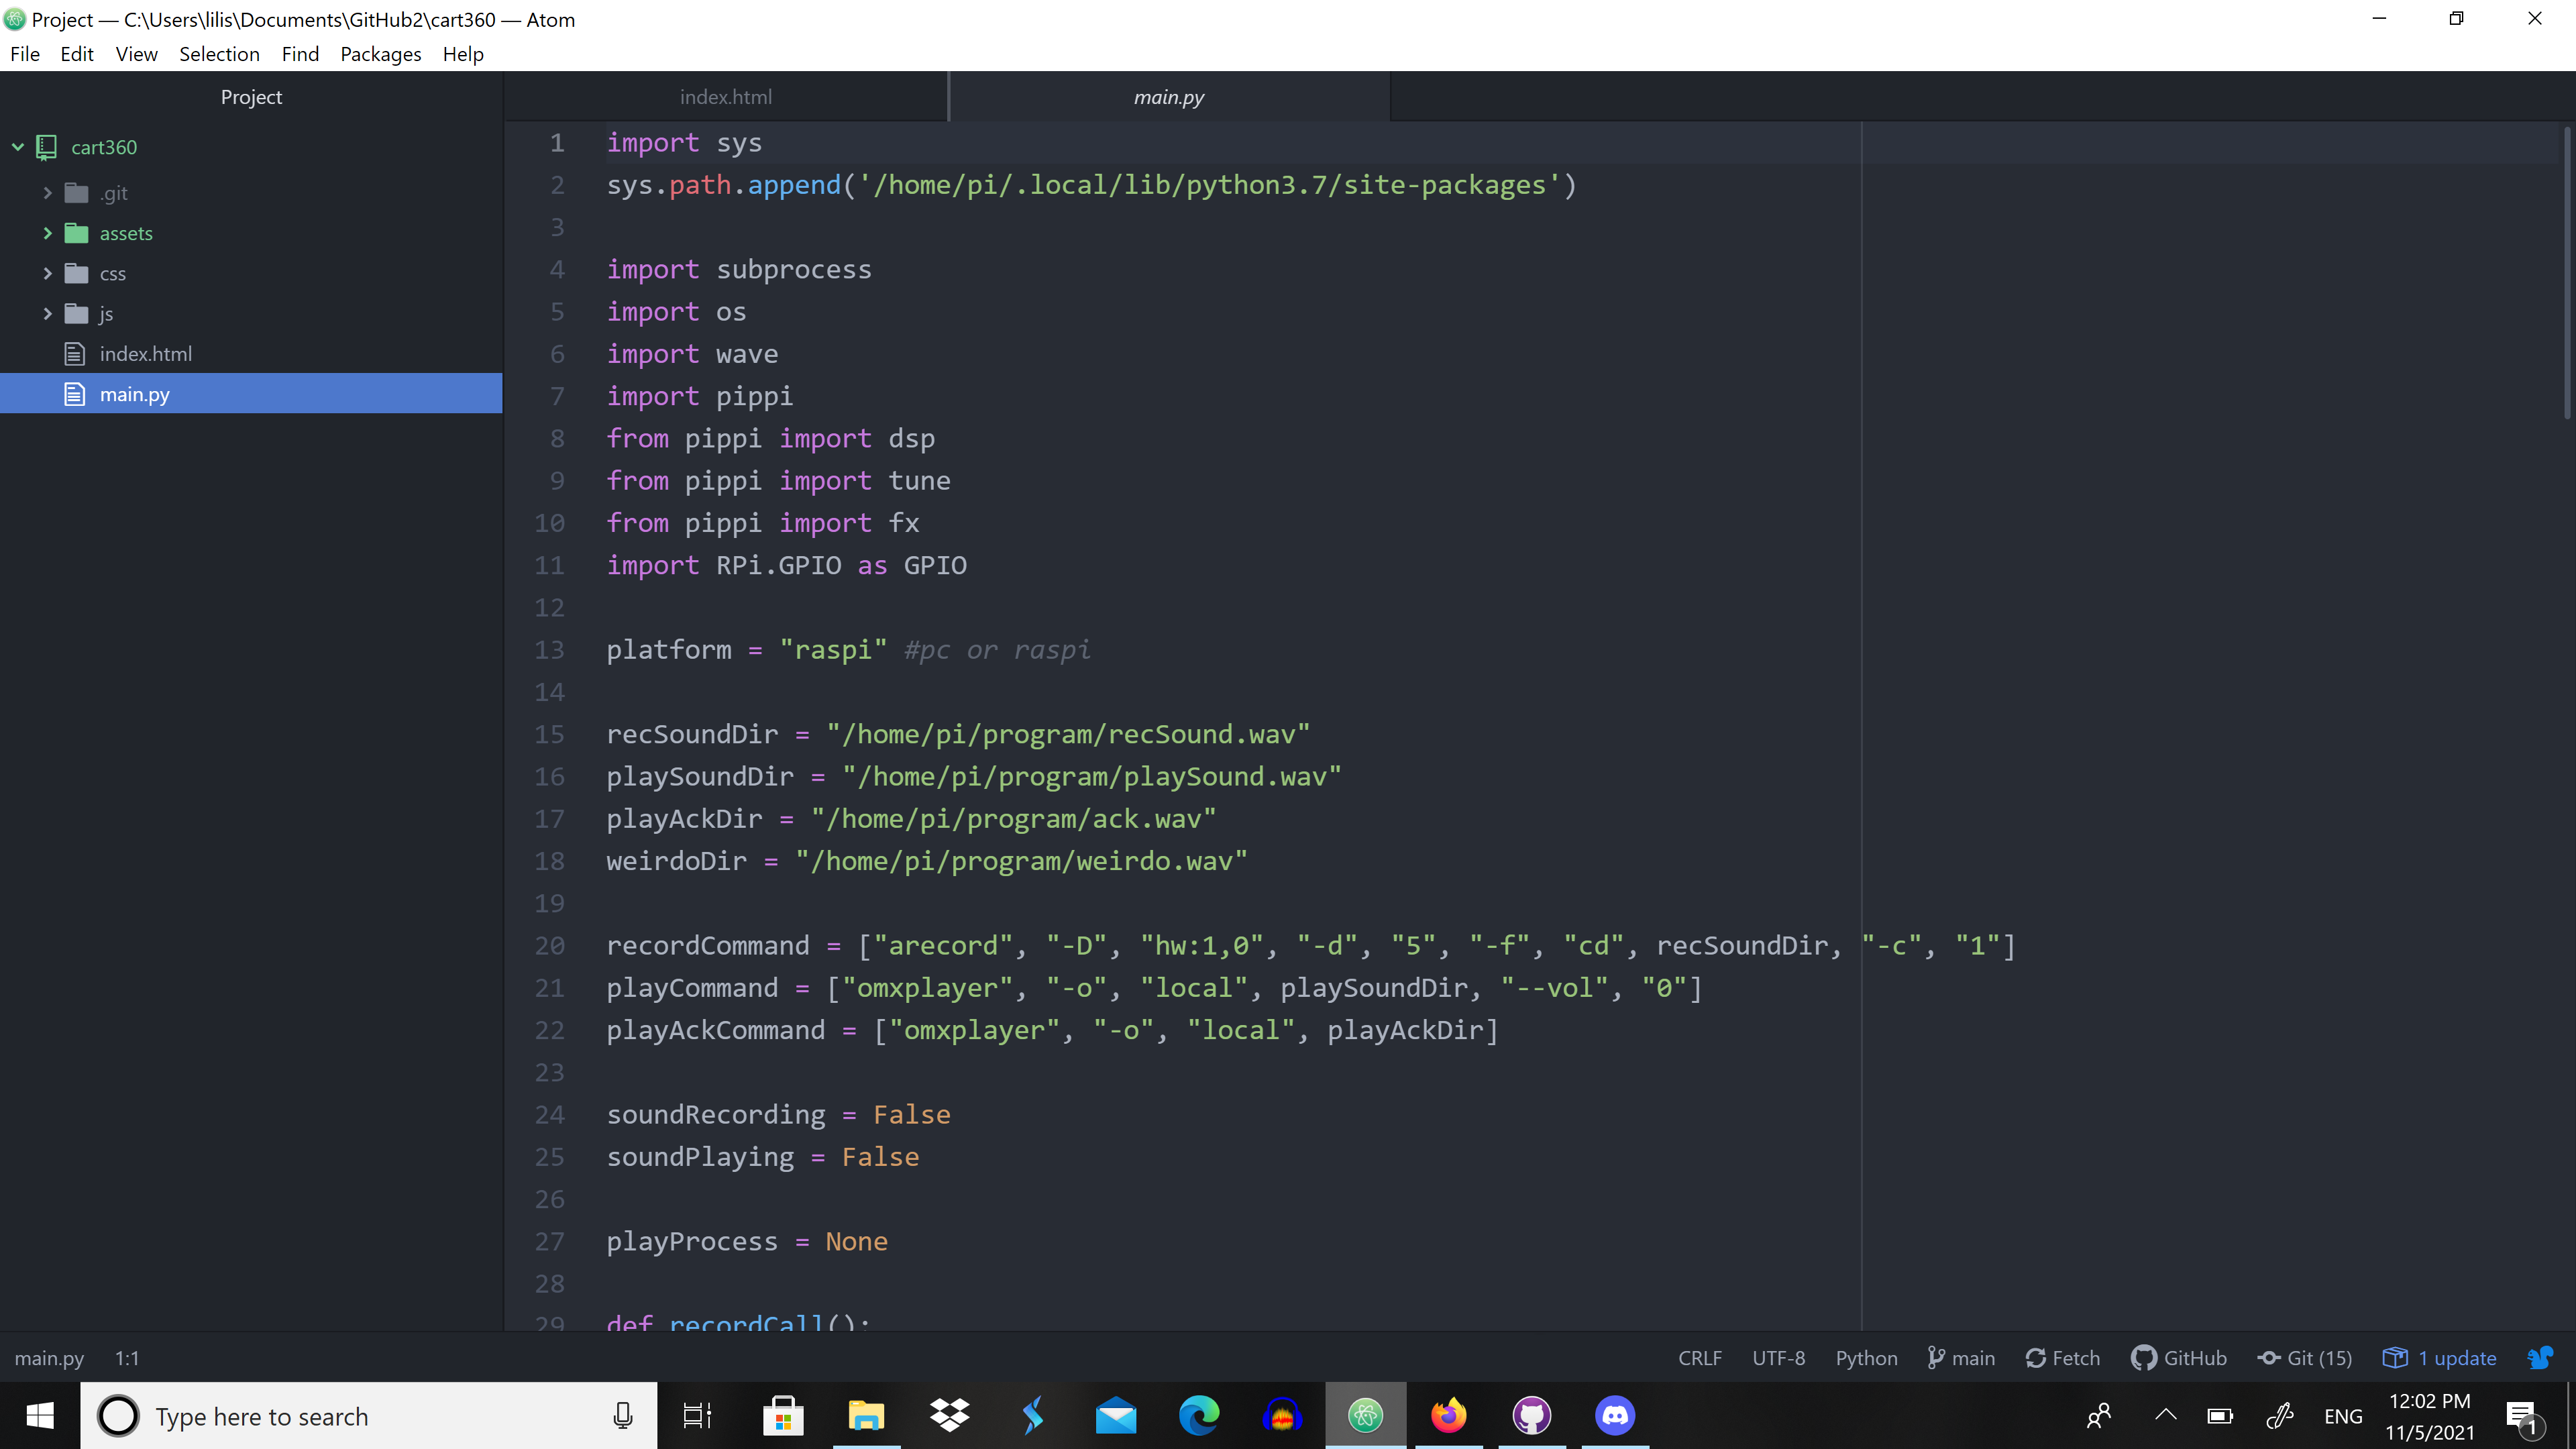 Project — C:\Users\lilis\Documents\GitHub2\cart360 — Atom
File Edit View Selection Find Packages Help
Project
index.html
main.py
cart360
.git
assets
css
js
index.html
main.py
1 import sys
2 sys.path.append('/home/pi/.local/lib/python3.7/site-packages')
3
4 import subprocess
5 import os
6 import wave
7 import pippi
8 from pippi import dsp
9 from pippi import tune
10 from pippi import fx
11 import RPi.GPIO as GPIO
12
13 platform = "raspi" #pc or raspi
14
15 recSoundDir = "/home/pi/program/recSound.wav"
16 playSoundDir = "/home/pi/program/playSound.wav"
17 playAckDir = "/home/pi/program/ack.wav"
18 weirdoDir = "/home/pi/program/weirdo.wav"
19
20 recordCommand = ["arecord", "-D", "hw:1,0", "-d", "5", "-f", "cd", recSoundDir, "-c", "1"]
21 playCommand = ["omxplayer", "-o", "local", playSoundDir, "--vol", "0"]
22 playAckCommand = ["omxplayer", "-o", "local", playAckDir]
23
24 soundRecording = False
25 soundPlaying = False
26
27 playProcess = None
28
29 def recordCall():
main.py 1:1 CRLF UTF-8 Python main Fetch GitHub Git (15) 1 update
Type here to search
ENG
12:02 PM
11/5/2021
1